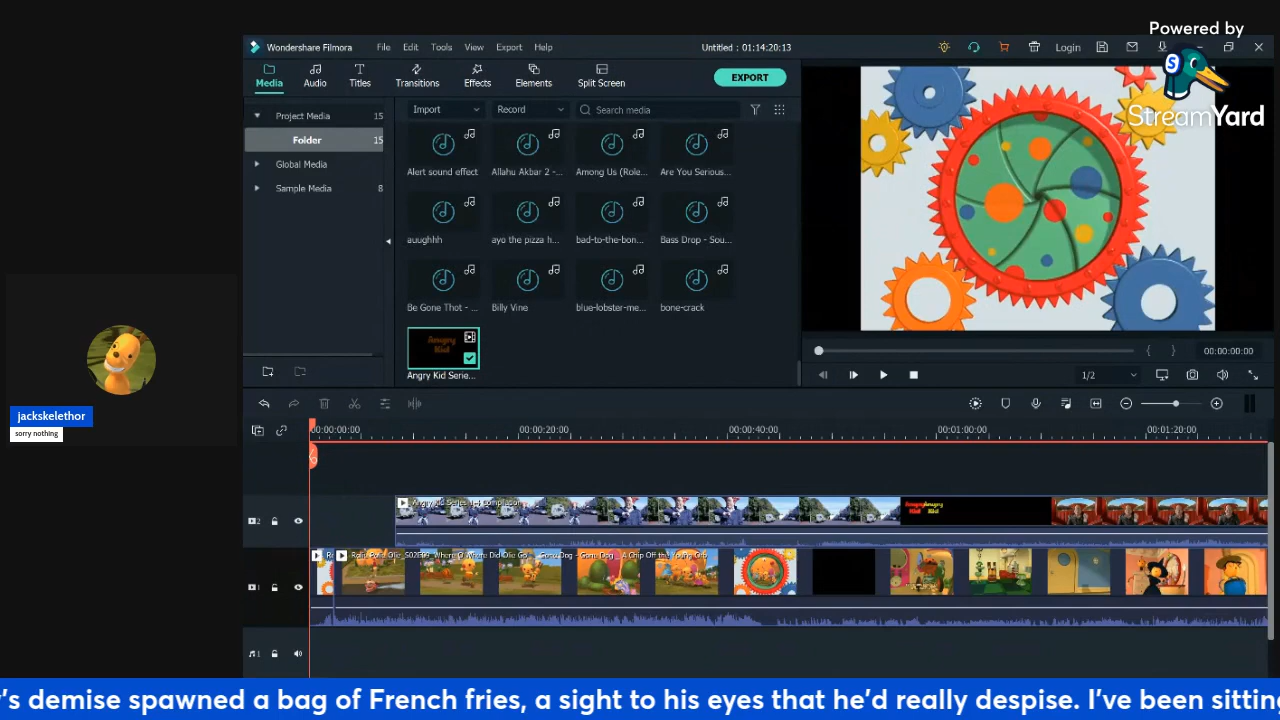 Powered by
StreamYard
Wondershare Filmora
File Edit Tools View Export Help
Untitled : 01:14:20:13
Login
Media Audio Titles Transitions Effects Elements Split Screen
EXPORT
Project Media 15
Folder 15
Global Media
Sample Media 8
Import Record Search media
Alert sound effect Allahu Akbar 2 -... Among Us (Role... Are You Serious...
auughhh ayo the pizza h... bad-to-the-bon... Bass Drop - Sou...
Be Gone Thot - ... Billy Vine blue-lobster-me... bone-crack
Angry Kid Serie...
00:00:00:00
1/2
jackskelethor
sorry nothing
00:00:00:00 00:00:20:00 00:00:40:00 00:01:00:00 00:01:20:00
2
1
1
y's demise spawned a bag of French fries, a sight to his eyes that he'd really despise. I've been sitting